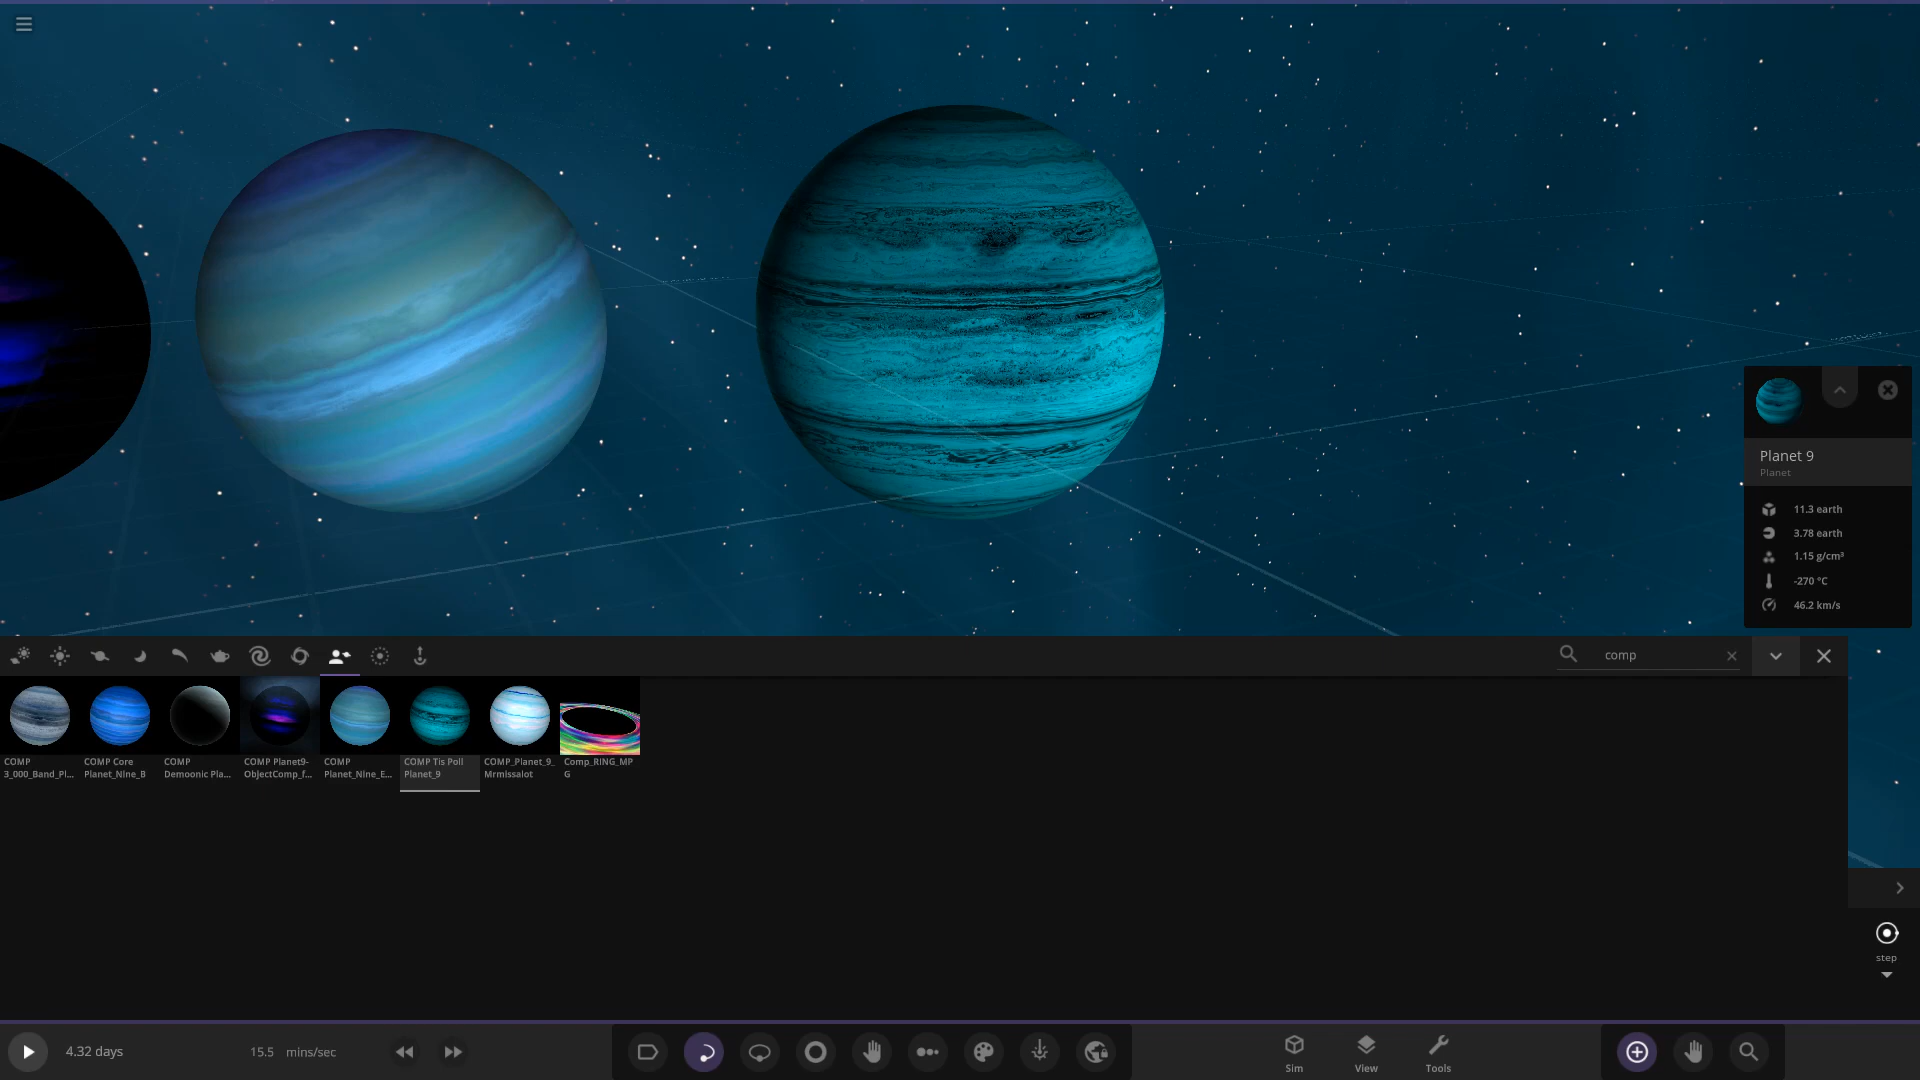 Planet 9
Planet
11.3 earth
3.78 earth
1.15 g/cm³
-270 °C
46.2 km/s
comp
COMP
3_000_Band_Pl...
COMP Core
Planet_Nine_B
COMP
Demoonic Pla...
COMP Planet9-
ObjectComp_f...
COMP
Planet_Nine_E...
COMP Tis Poli
Planet_9
COMP_Planet_9_
Mrmissalot
Comp_RING_MP
G
step
4.32 days
15.5 mins/sec
Sim
View
Tools